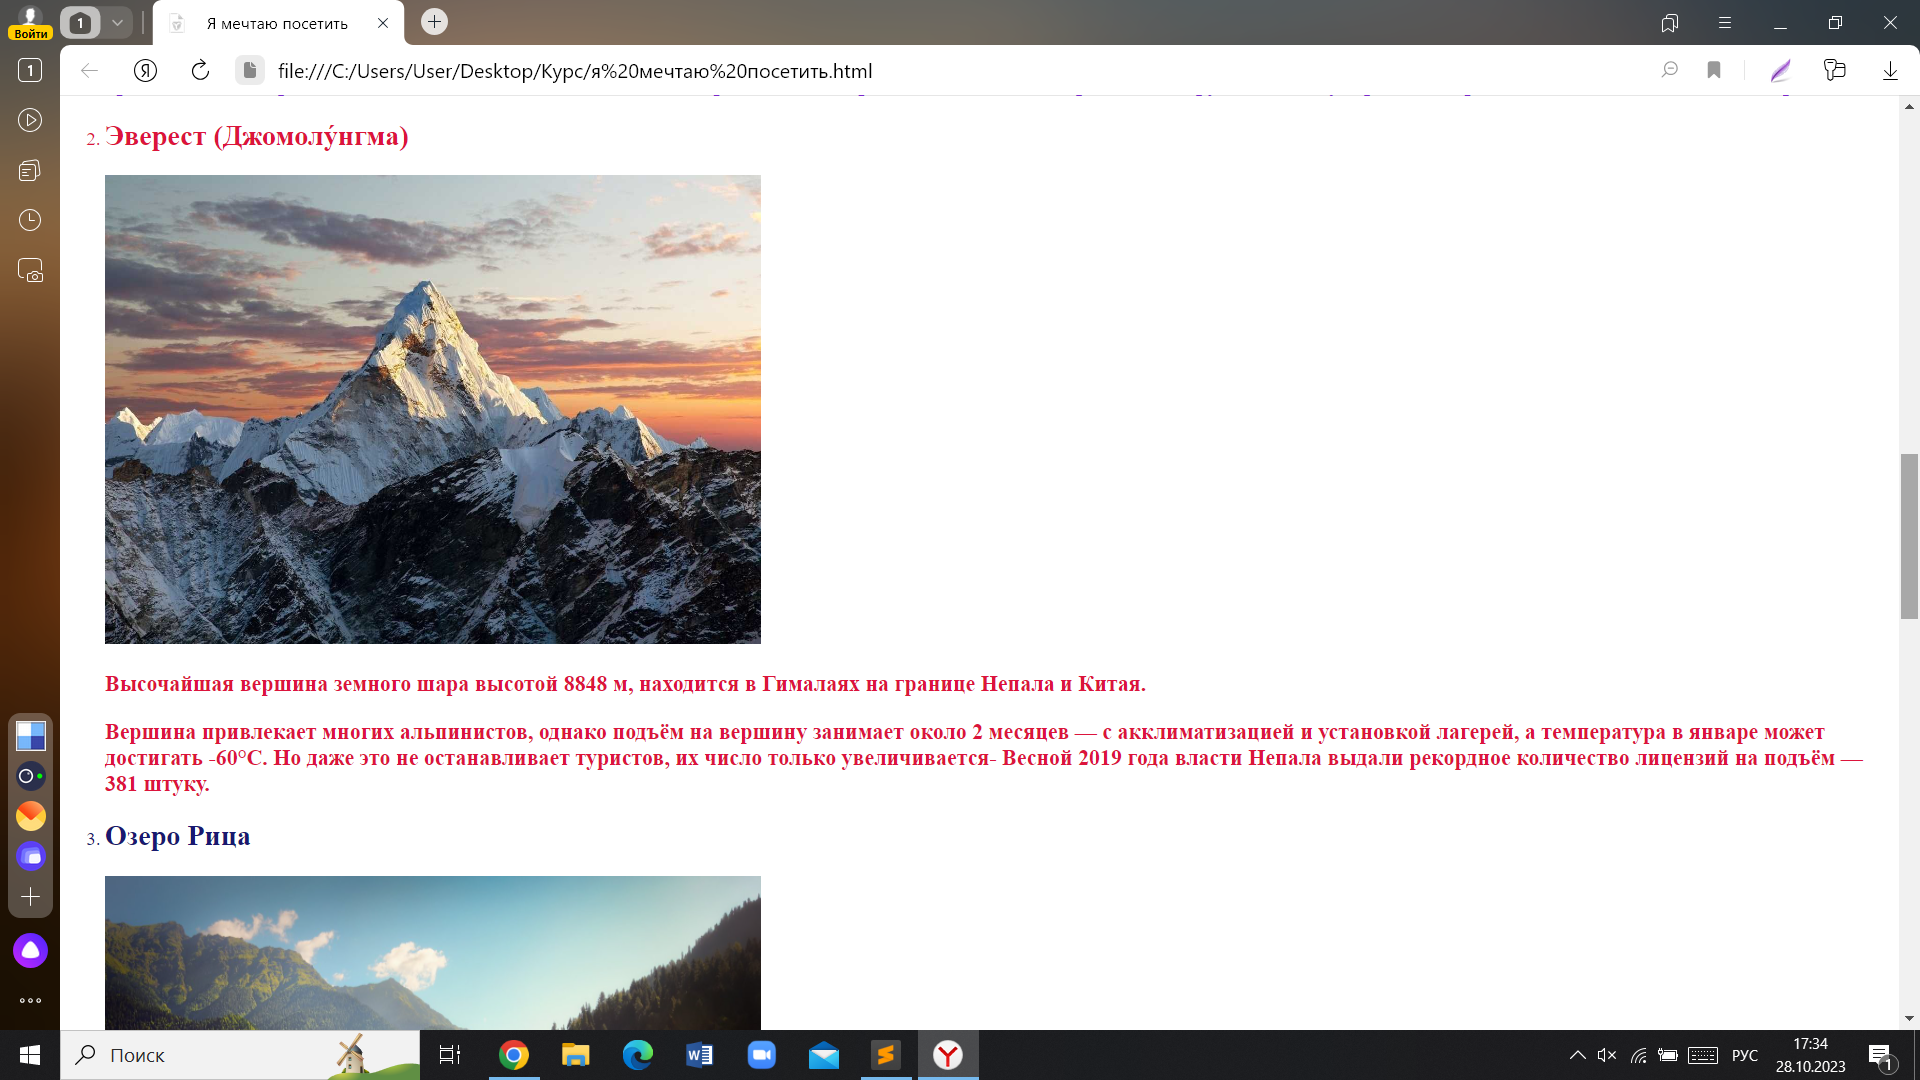 Войти
1
Я мечтаю посетить
1
Я
file:///C:/Users/User/Desktop/Курс/я%20мечтаю%20посетить.html
2. Эверест (Джомолу́нгма)
Высочайшая вершина земного шара высотой 8848 м, находится в Гималаях на границе Непала и Китая.
Вершина привлекает многих альпинистов, однако подъём на вершину занимает около 2 месяцев — с акклиматизацией и установкой лагерей, а температура в январе может
достигать -60°C. Но даже это не останавливает туристов, их число только увеличивается- Весной 2019 года власти Непала выдали рекордное количество лицензий на подъём —
381 штуку.
3. Озеро Рица
Поиск
РУС
17:34
28.10.2023
1